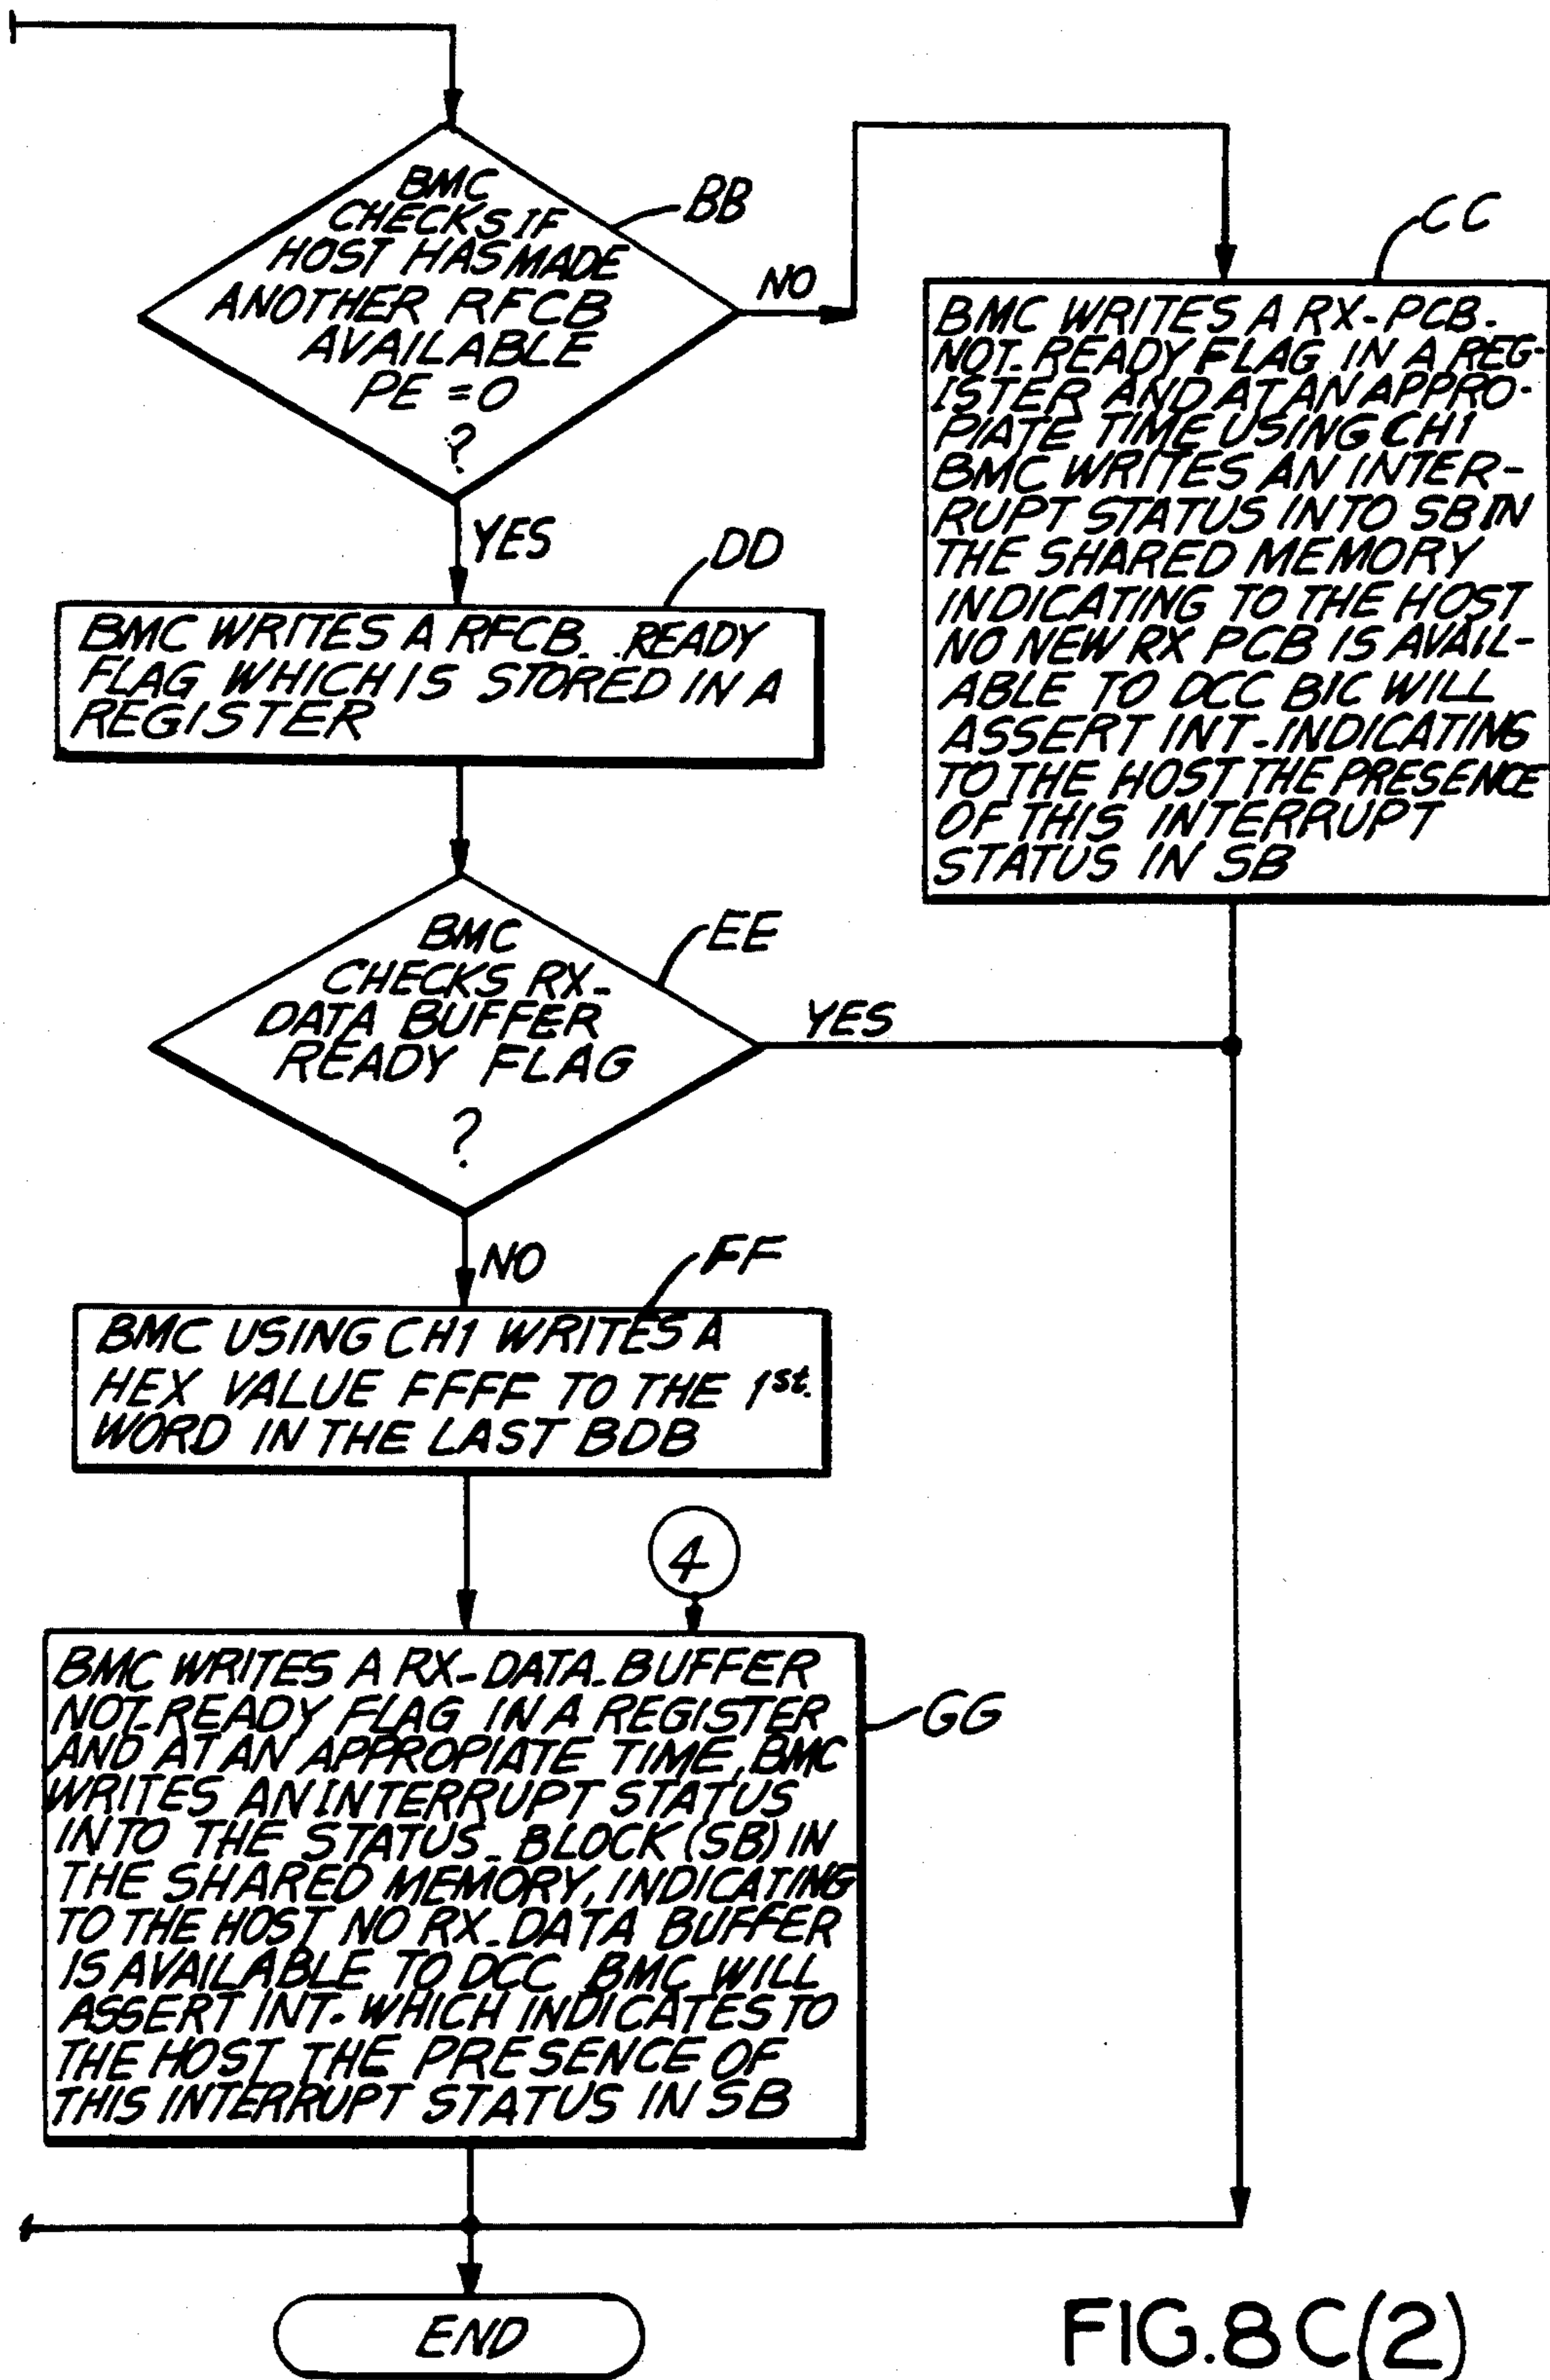 BMC
CHECKS IF
HOST HAS MADE
ANOTHER RFCB
AVAILABLE
PE = 0
?
BB
NO
CC
BMC WRITES A RX-PCB-
NOT-READY FLAG IN A REG-
ISTER AND AT AN APPRO-
PIATE TIME USING CH1
BMC WRITES AN INTER-
RUPT STATUS INTO SB IN
THE SHARED MEMORY
INDICATING TO THE HOST
NO NEW RX PCB IS AVAIL-
ABLE TO DCC BIC WILL
ASSERT INT-INDICATING
TO THE HOST THE PRESENCE
OF THIS INTERRUPT
STATUS IN SB
YES
DD
BMC WRITES A RFCB-READY
FLAG WHICH IS STORED IN A
REGISTER
BMC
CHECKS RX-
DATA BUFFER
READY FLAG
?
EE
YES
NO
FF
BMC USING CH1 WRITES A
HEX VALUE FFFF TO THE 1st.
WORD IN THE LAST BDB
4
BMC WRITES A RX-DATA-BUFFER
NOT-READY FLAG IN A REGISTER
AND AT AN APPROPIATE TIME, BMC
WRITES AN INTERRUPT STATUS
INTO THE STATUS-BLOCK (SB) IN
THE SHARED MEMORY, INDICATING
TO THE HOST NO RX-DATA BUFFER
IS AVAILABLE TO DCC BMC WILL
ASSERT INT- WHICH INDICATES TO
THE HOST THE PRESENCE OF
THIS INTERRUPT STATUS IN SB
GG
END
FIG.8C(2)